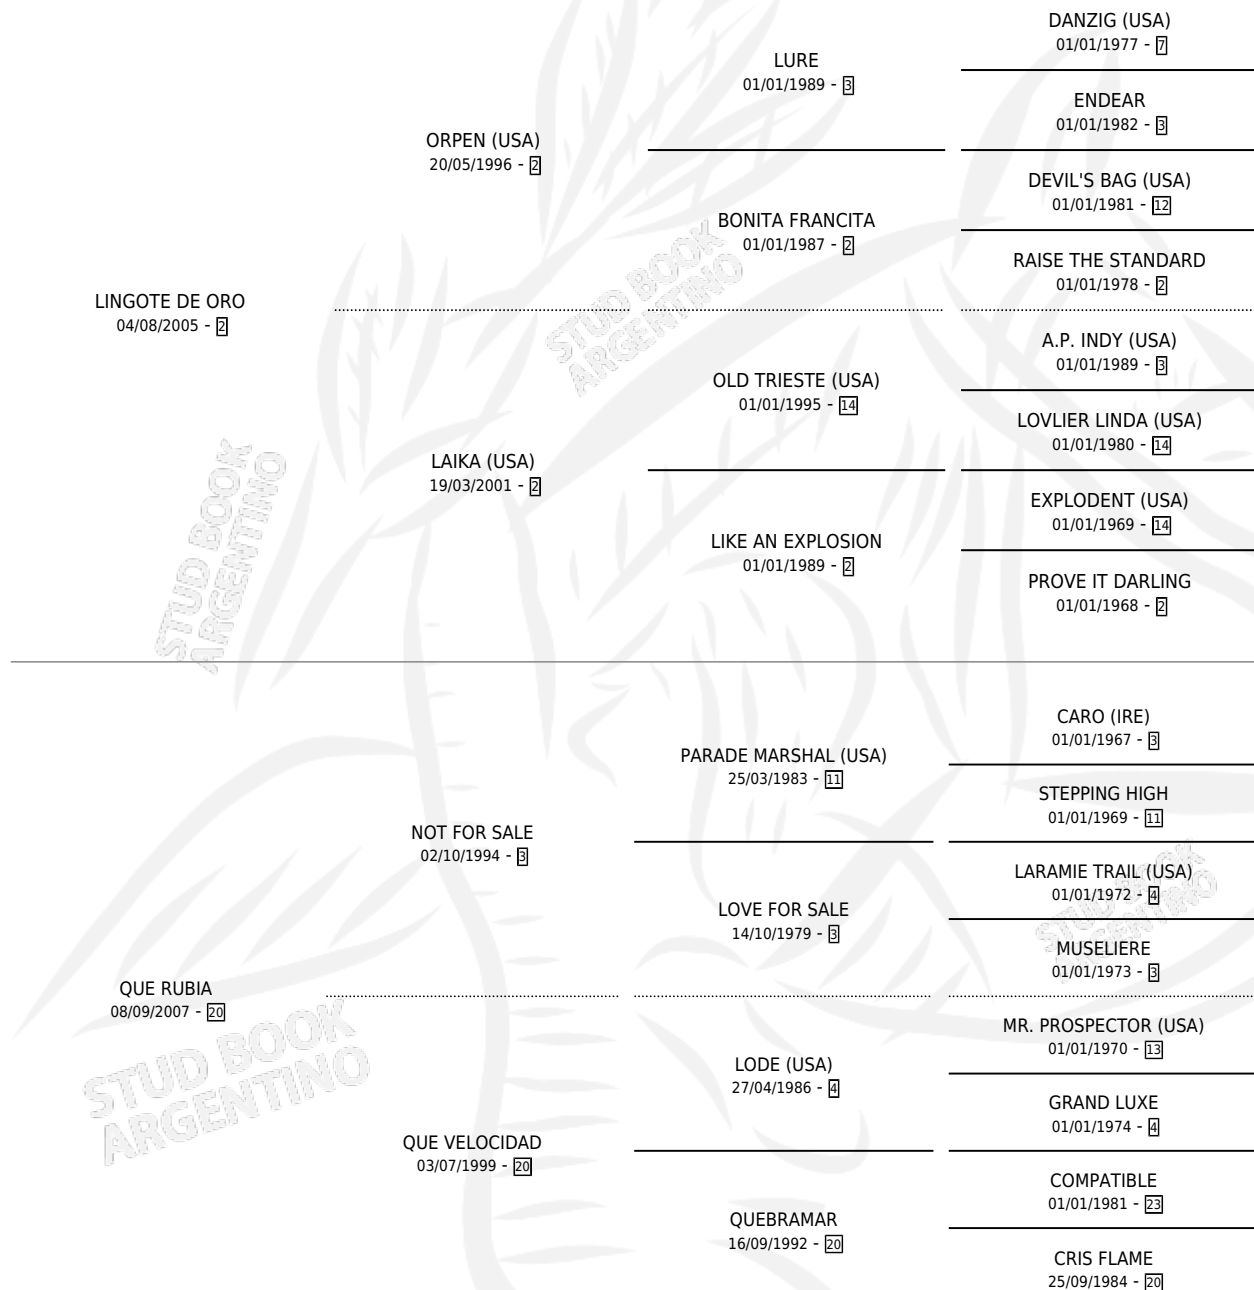 LINGOTE DE ORO
04/08/2005 - 2
ORPEN (USA)
20/05/1996 - 2
LAIKA (USA)
19/03/2001 - 2
LURE
01/01/1989 - 3
BONITA FRANCITA
01/01/1987 - 2
OLD TRIESTE (USA)
01/01/1995 - 14
LIKE AN EXPLOSION
01/01/1989 - 2
DANZIG (USA)
01/01/1977 - 7
ENDEAR
01/01/1982 - 3
DEVIL'S BAG (USA)
01/01/1981 - 12
RAISE THE STANDARD
01/01/1978 - 2
A.P. INDY (USA)
01/01/1989 - 3
LOVLIER LINDA (USA)
01/01/1980 - 14
EXPLODENT (USA)
01/01/1969 - 14
PROVE IT DARLING
01/01/1968 - 2
QUE RUBIA
08/09/2007 - 20
NOT FOR SALE
02/10/1994 - 3
QUE VELOCIDAD
03/07/1999 - 20
PARADE MARSHAL (USA)
25/03/1983 - 11
LOVE FOR SALE
14/10/1979 - 3
LODE (USA)
27/04/1986 - 4
QUEBRAMAR
16/09/1992 - 20
CARO (IRE)
01/01/1967 - 3
STEPPING HIGH
01/01/1969 - 11
LARAMIE TRAIL (USA)
01/01/1972 - 4
MUSELIERE
01/01/1973 - 3
MR. PROSPECTOR (USA)
01/01/1970 - 13
GRAND LUXE
01/01/1974 - 4
COMPATIBLE
01/01/1981 - 23
CRIS FLAME
25/09/1984 - 20
STUD BOOK
ARGENTINO
STUD BOOK
ARGENTINO
STUD BOOK
ARGENTINO
STUD BOOK
ARGENTINO